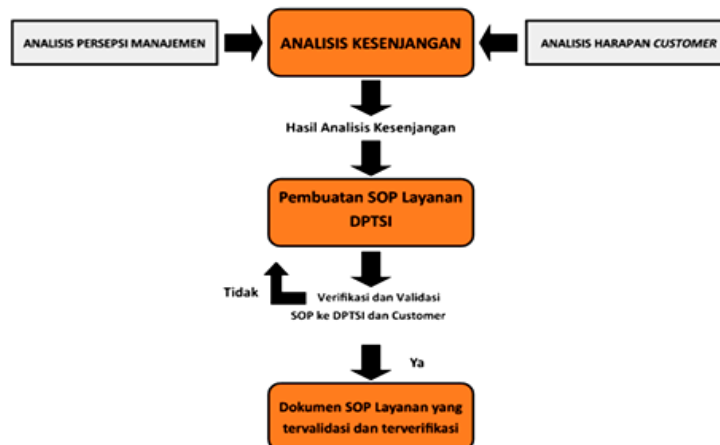 ANALISIS PERSEPSI MANAJEMEN
ANALISIS KESENJANGAN
ANALISIS HARAPAN CUSTOMER
Hasil Analisis Kesenjangan
Pembuatan SOP Layanan
DPTSI
Tidak
Verifikasi dan Validasi
SOP ke DPTSI dan Customer
Ya
Dokumen SOP Layanan yang
tervalidasi dan terverifikasi